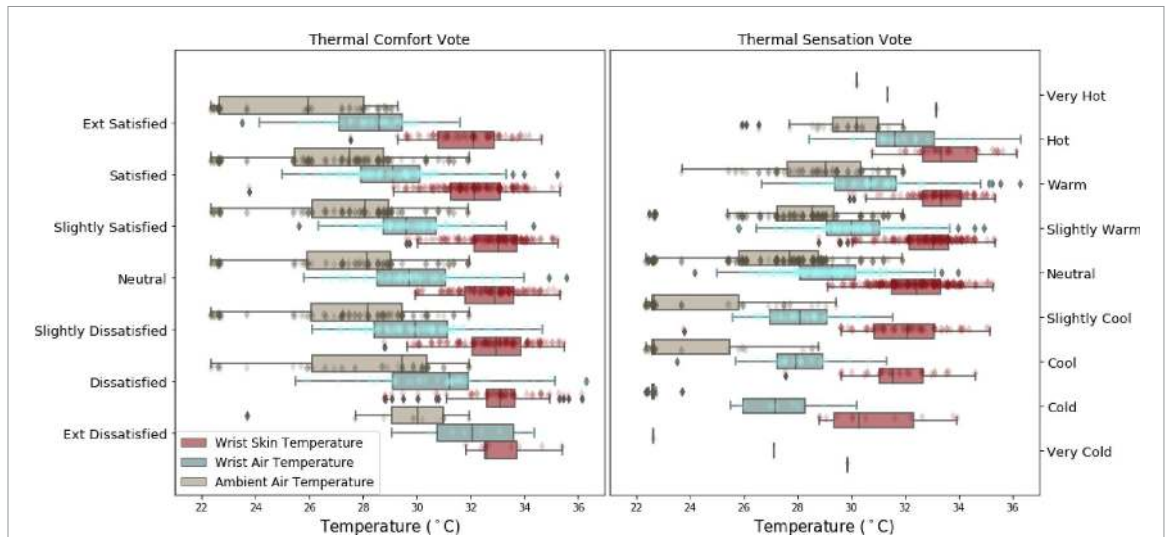 Thermal Comfort Vote
Ext Satisfied
Satisfied
Slightly Satisfied
Neutral
Slightly Dissatisfied
Dissatisfied
Ext Dissatisfied
Wrist Skin Temperature
Wrist Air Temperature
Ambient Air Temperature
22 24 26 28 30 32 34 36
Temperature (°C)
Thermal Sensation Vote
Very Hot
Hot
Warm
Slightly Warm
Neutral
Slightly Cool
Cool
Cold
Very Cold
22 24 26 28 30 32 34 36
Temperature (°C)